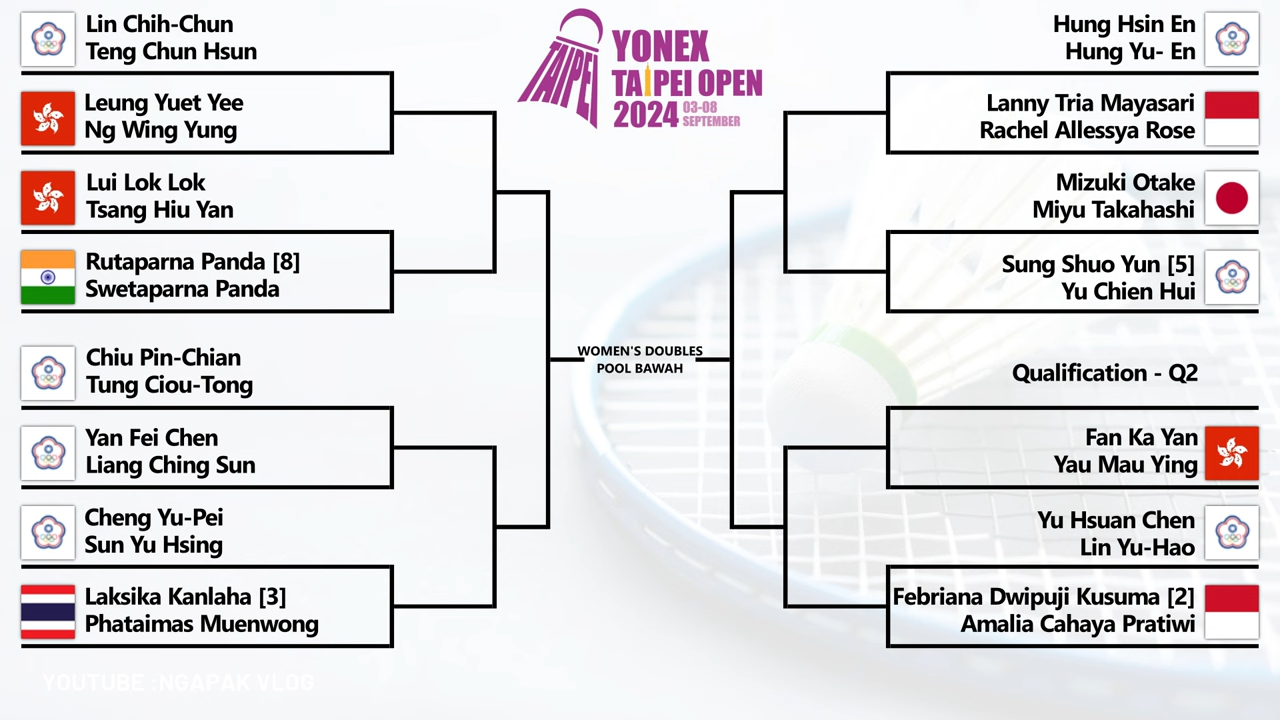 Lin Chih-Chun
Teng Chun Hsun
Leung Yuet Yee
Ng Wing Yung
Lui Lok Lok
Tsang Hiu Yan
Rutaparna Panda [8]
Swetaparna Panda
Chiu Pin-Chian
Tung Ciou-Tong
Yan Fei Chen
Liang Ching Sun
Cheng Yu-Pei
Sun Yu Hsing
Laksika Kanlaha [3]
Phataimas Muenwong
YOUTUBE :NGAPAK VLOG
TAIPEI
YONEX
TAIPEI OPEN
2024 03-08
SEPTEMBER
WOMEN'S DOUBLES
POOL BAWAH
Hung Hsin En
Hung Yu- En
Lanny Tria Mayasari
Rachel Allessya Rose
Mizuki Otake
Miyu Takahashi
Sung Shuo Yun [5]
Yu Chien Hui
Qualification - Q2
Fan Ka Yan
Yau Mau Ying
Yu Hsuan Chen
Lin Yu-Hao
Febriana Dwipuji Kusuma [2]
Amalia Cahaya Pratiwi